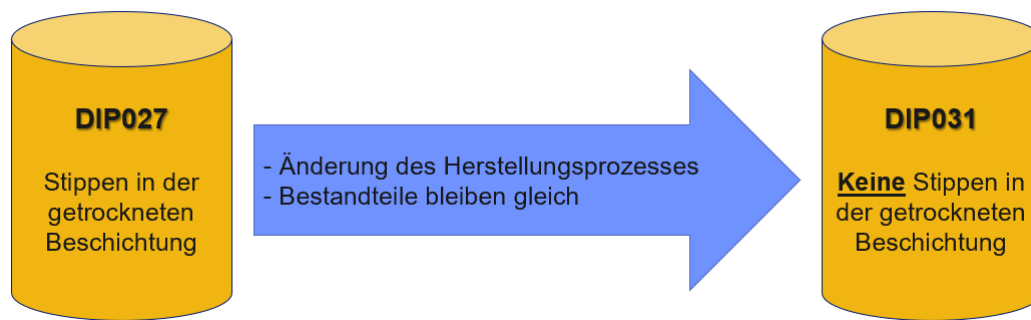 DIP027
Stippen in der
getrockneten
Beschichtung
- Änderung des Herstellungsprozesses
- Bestandteile bleiben gleich
DIP031
Keine Stippen in
der getrockneten
Beschichtung